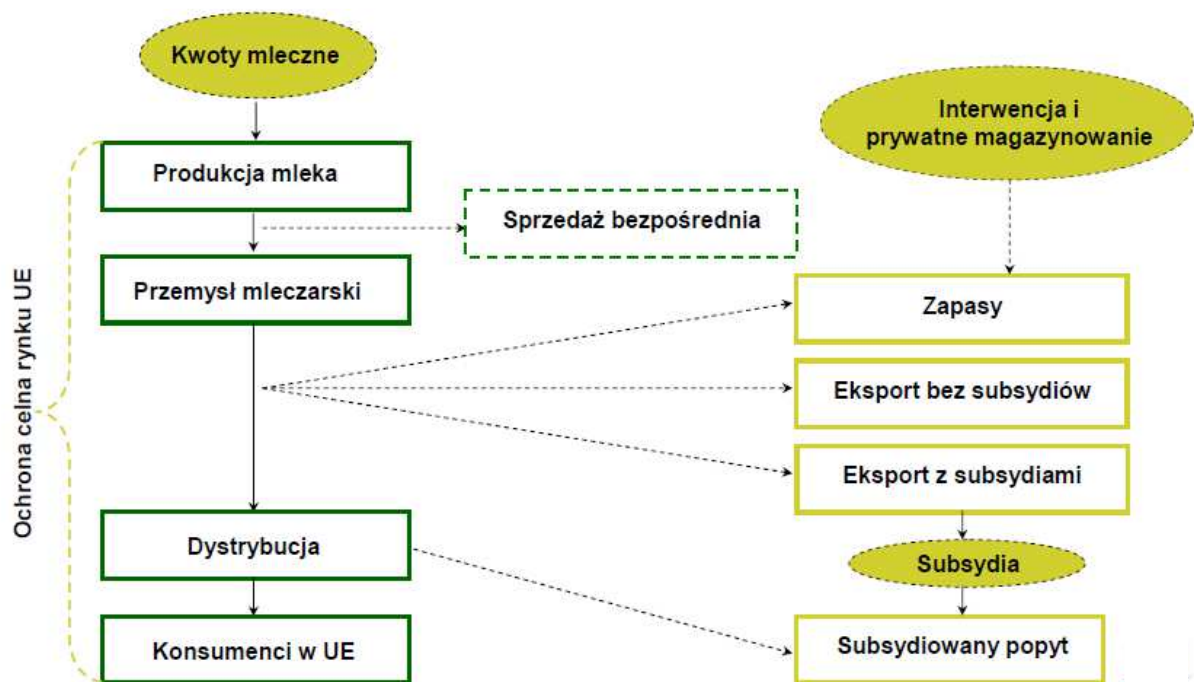 Kwoty mleczne
Interwencja i
prywatne magazynowanie
Produkcja mleka
Sprzedaż bezpośrednia
Przemysł mleczarski
Zapasy
Ochrona celna rynku UE
Eksport bez subsydiów
Eksport z subsydiami
Dystrybucja
Subsydia
Konsumenci w UE
Subsydiowany popyt